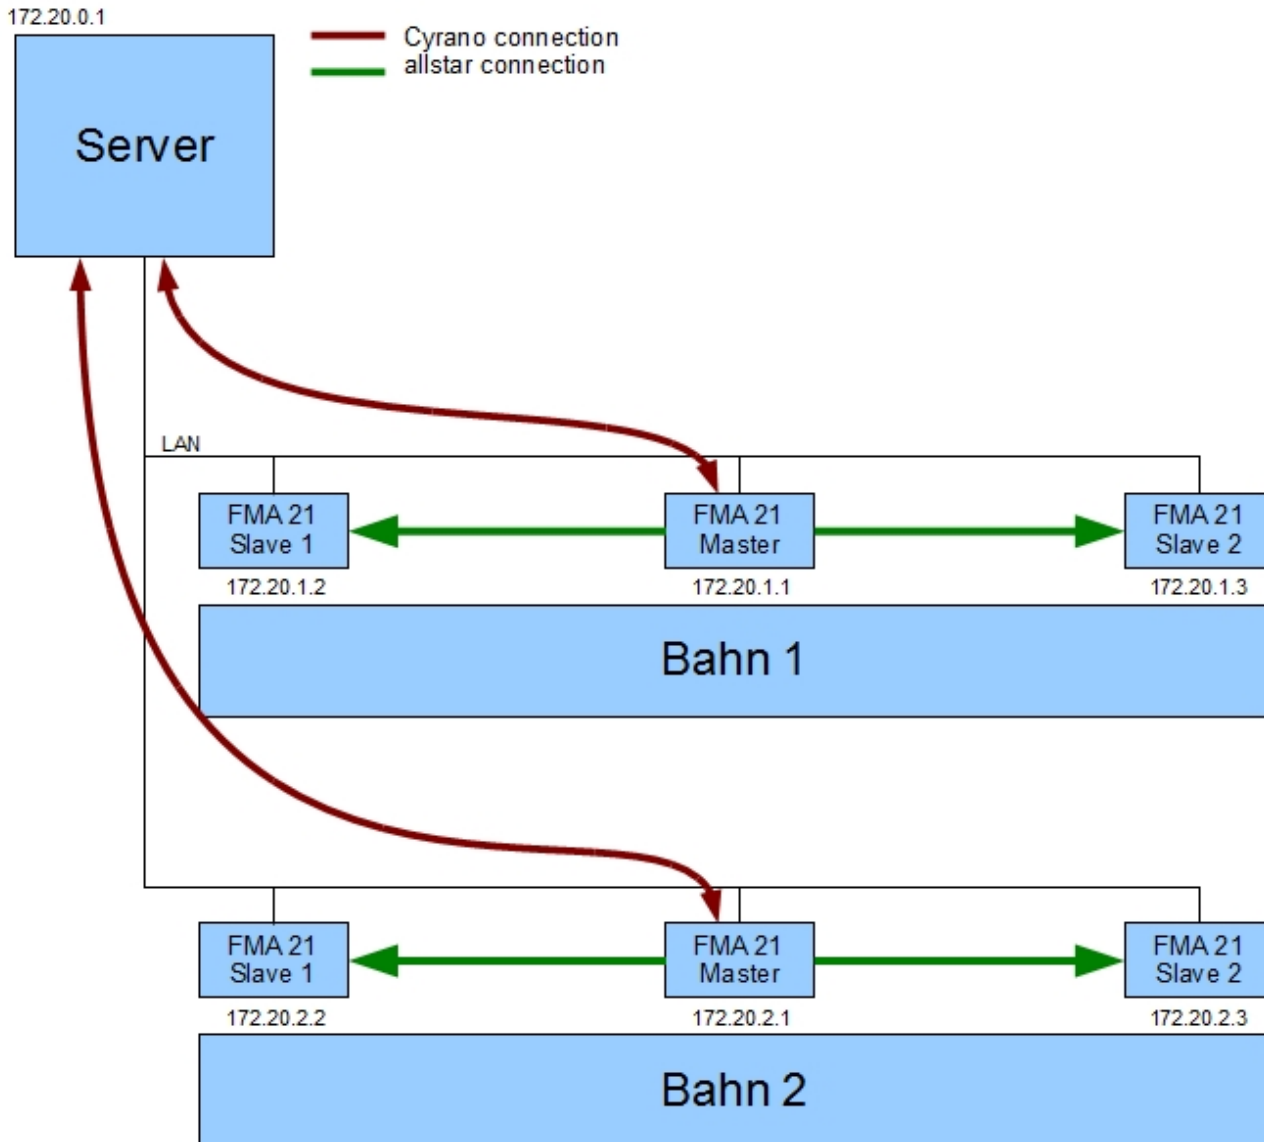 172.20.0.1
Cyrano connection
allstar connection
Server
LAN
FMA 21
Slave 1
FMA 21
Master
FMA 21
Slave 2
172.20.1.2
172.20.1.1
172.20.1.3
Bahn 1
FMA 21
Slave 1
FMA 21
Master
FMA 21
Slave 2
172.20.2.2
172.20.2.1
172.20.2.3
Bahn 2